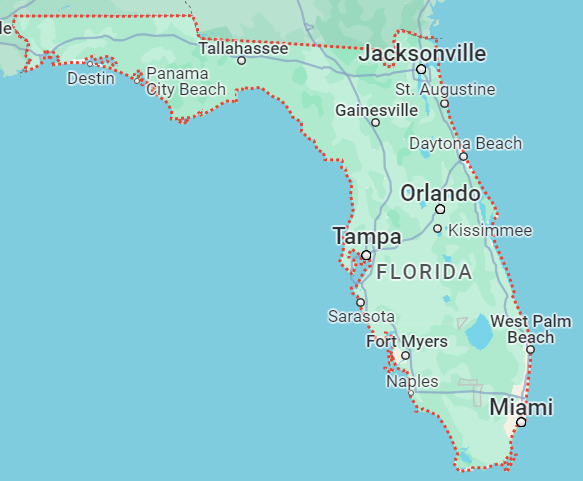 le
Tallahassee
Jacksonville
Destin
Panama
City Beach
St. Augustine
Gainesville
Daytona Beach
Orlando
Kissimmee
Tampa
FLORIDA
Sarasota
West Palm
Beach
Fort Myers
Naples
Miami